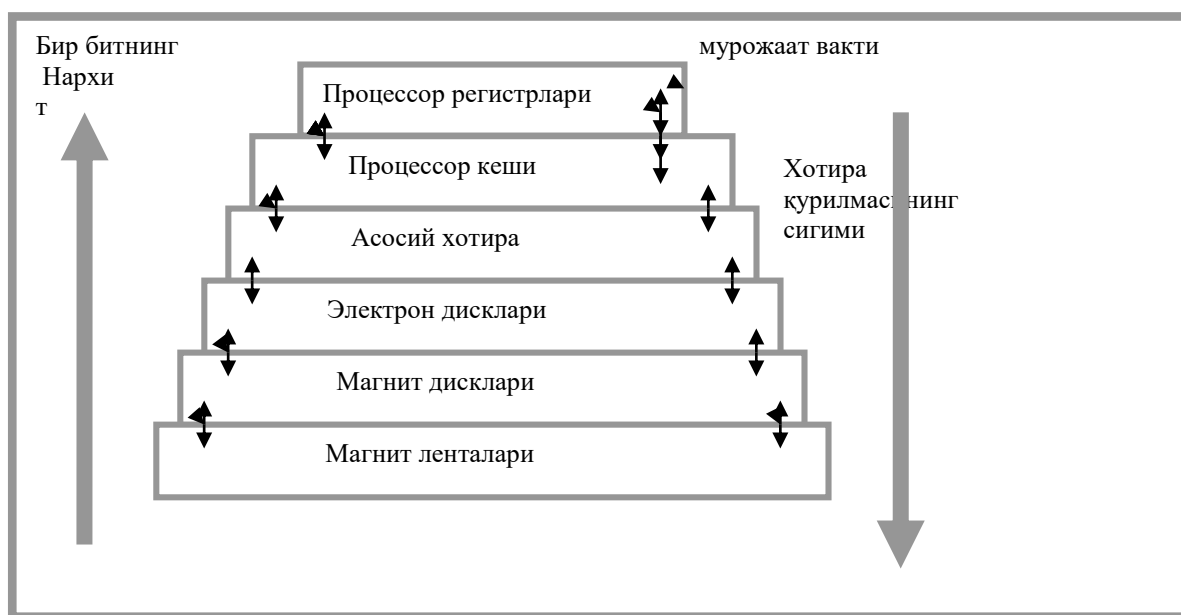 Бир битнинг
Нархи
т
мурожаат вакти
Процессор регистрлари
Процессор кеши
Хотира
қурилмасининг
сигими
Асосий хотира
Электрон дисклари
Магнит дисклари
Магнит ленталари